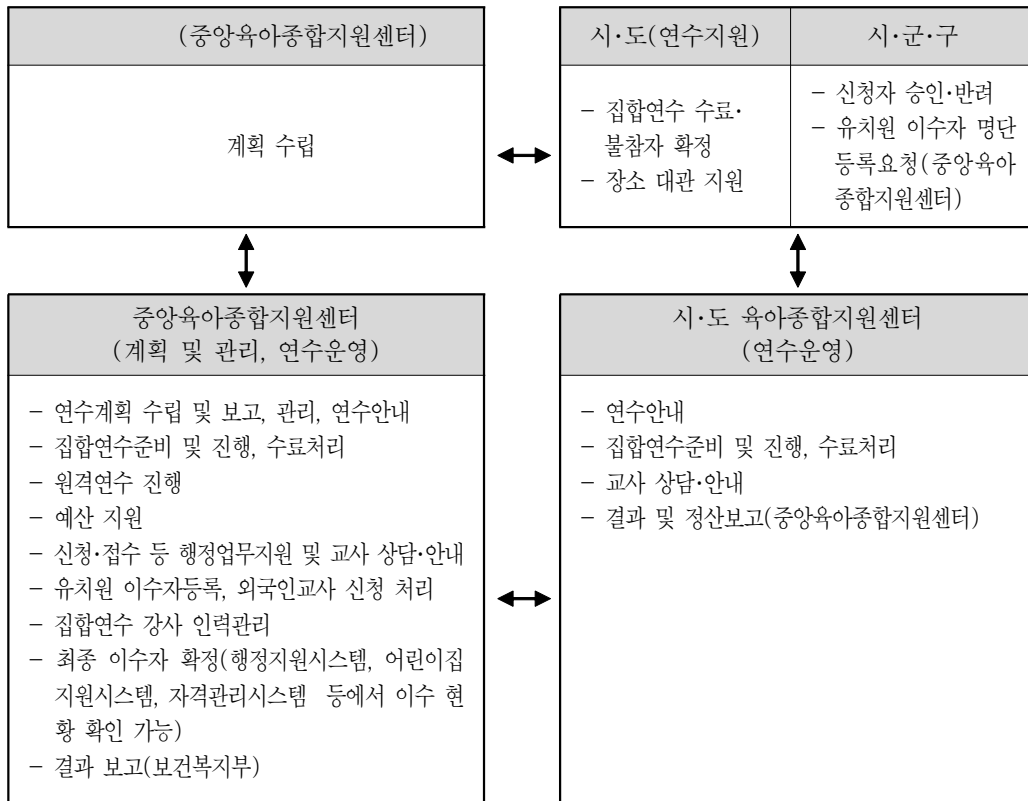 (중앙육아종합지원센터)
계획 수립
시·도(연수지원)
시·군·구
- 집합연수 수료·
불참자 확정
- 장소 대관 지원
- 신청자 승인·반려
- 유치원 이수자 명단
등록요청(중앙육아
종합지원센터)
중앙육아종합지원센터
(계획 및 관리, 연수운영)
- 연수계획 수립 및 보고, 관리, 연수안내
- 집합연수준비 및 진행, 수료처리
- 원격연수 진행
- 예산 지원
- 신청·접수 등 행정업무지원 및 교사 상담·안내
- 유치원 이수자등록, 외국인교사 신청 처리
- 집합연수 강사 인력관리
- 최종 이수자 확정(행정지원시스템, 어린이집
지원시스템, 자격관리시스템 등에서 이수 현
황 확인 가능)
- 결과 보고(보건복지부)
시·도 육아종합지원센터
(연수운영)
- 연수안내
- 집합연수준비 및 진행, 수료처리
- 교사 상담·안내
- 결과 및 정산보고(중앙육아종합지원센터)